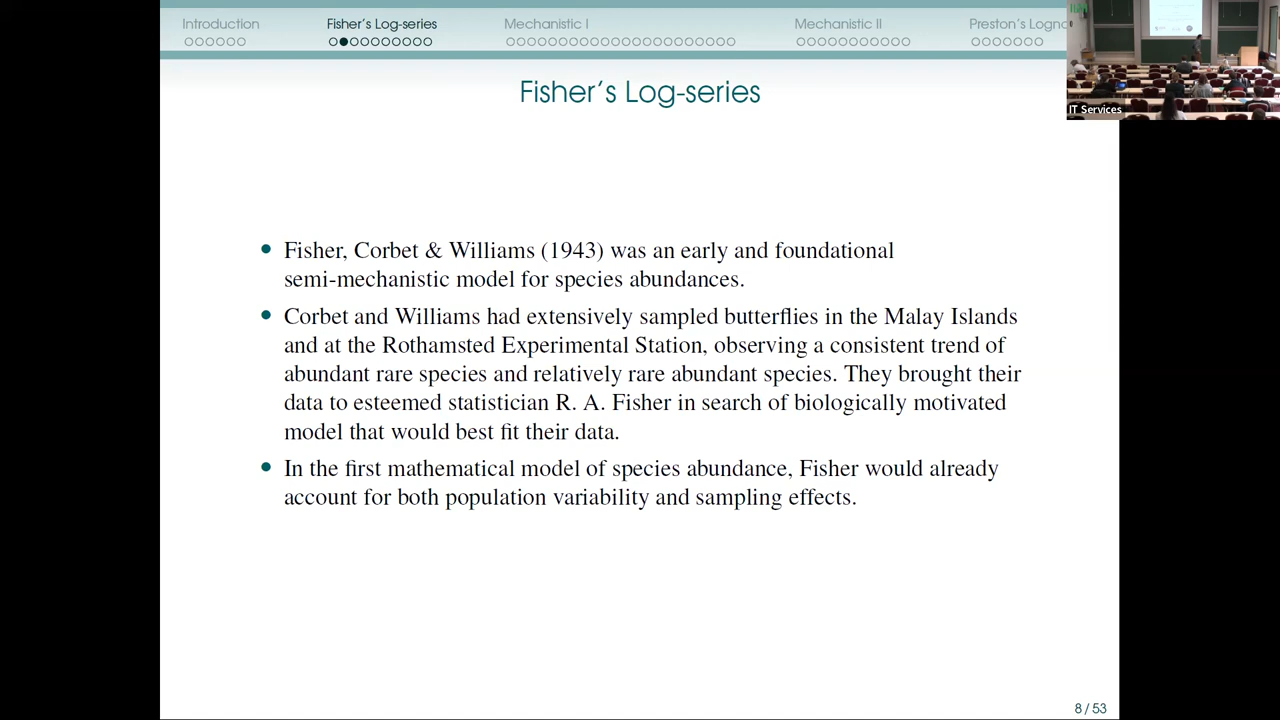 Introduction
Fisher's Log-series
Mechanistic I
Mechanistic II
Preston's Logno
IT Services
Fisher's Log-series
Fisher, Corbet & Williams (1943) was an early and foundational
semi-mechanistic model for species abundances.
Corbet and Williams had extensively sampled butterflies in the Malay Islands
and at the Rothamsted Experimental Station, observing a consistent trend of
abundant rare species and relatively rare abundant species. They brought their
data to esteemed statistician R. A. Fisher in search of biologically motivated
model that would best fit their data.
In the first mathematical model of species abundance, Fisher would already
account for both population variability and sampling effects.
8 / 53